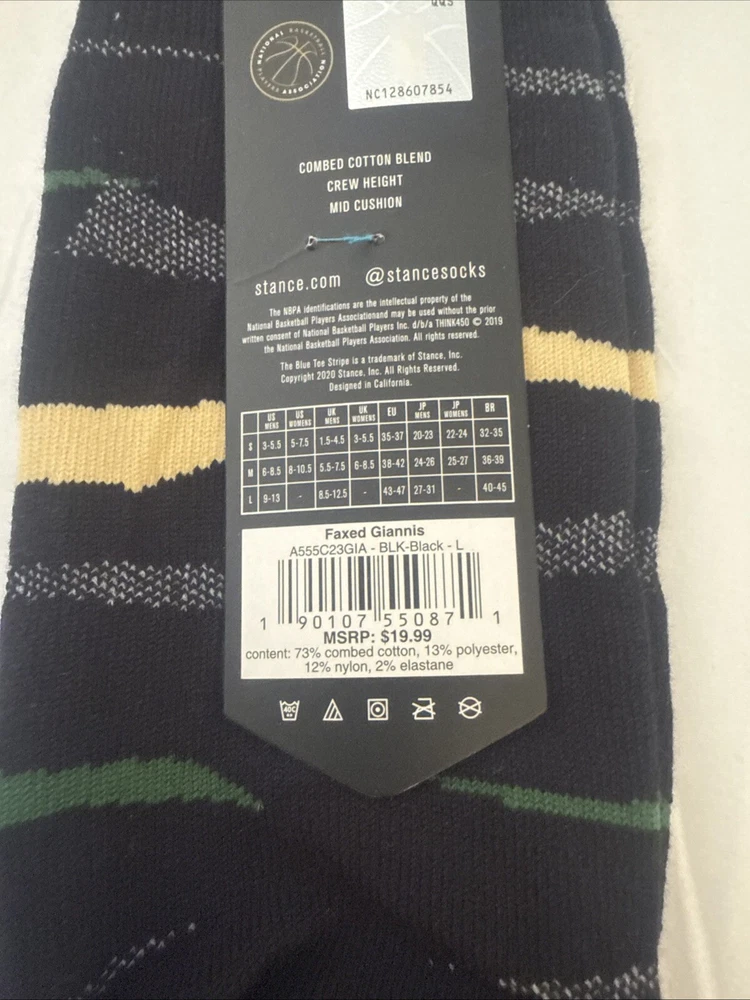 NATIONAL BASKETBALL
PLAYERS ASSOCIATION
NC128607854
COMBED COTTON BLEND
CREW HEIGHT
MID CUSHION
stance.com @stancesocks
The NBPA identifications are the intellectual property of the
National Basketball Players Associationand may be used without the prior
written consent of National Basketball Players Inc. d/b/a THINK450 © 2019
the National Basketball Players Association. All rights reserved.
The Blue Tee Stripe is a trademark of Stance, Inc.
Copyright 2020 Stance, Inc. All Rights Reserved.
Designed in California.
US MENS US WOMENS UK MENS UK WOMENS EU JP MENS JP WOMENS BR
S 3-5.5 5-7.5 1.5-4.5 3-5.5 35-37 20-23 22-24 32-35
M 6-8.5 8-10.5 5.5-7.5 6-8.5 38-42 24-26 25-27 36-39
L 9-13 - 8.5-12.5 - 43-47 27-31 - 40-45
Faxed Giannis
A555C23GIA - BLK-Black - L
1 90107 55087 1
MSRP: $19.99
content: 73% combed cotton, 13% polyester,
12% nylon, 2% elastane
40C